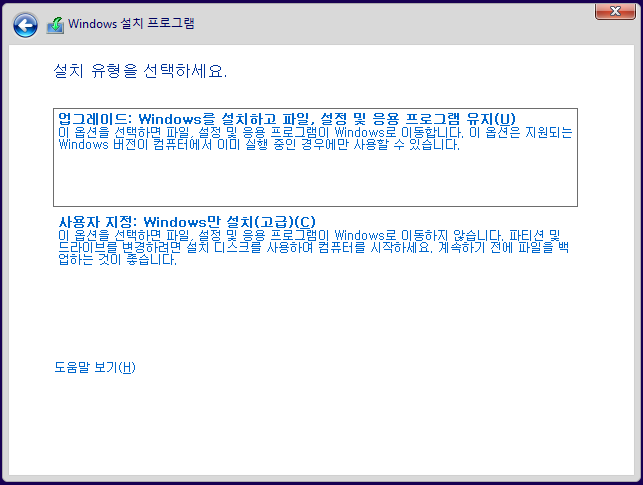 Windows 설치 프로그램
설치 유형을 선택하세요.
업그레이드: Windows를 설치하고 파일, 설정 및 응용 프로그램 유지(U)
이 옵션을 선택하면 파일, 설정 및 응용 프로그램이 Windows로 이동합니다. 이 옵션은 지원되는
Windows 버전이 컴퓨터에서 이미 실행 중인 경우에만 사용할 수 있습니다.
사용자 지정: Windows만 설치(고급)(C)
이 옵션을 선택하면 파일, 설정 및 응용 프로그램이 Windows로 이동하지 않습니다. 파티션 및
드라이브를 변경하려면 설치 디스크를 사용하여 컴퓨터를 시작하세요. 계속하기 전에 파일을 백
업하는 것이 좋습니다.
도움말 보기(H)